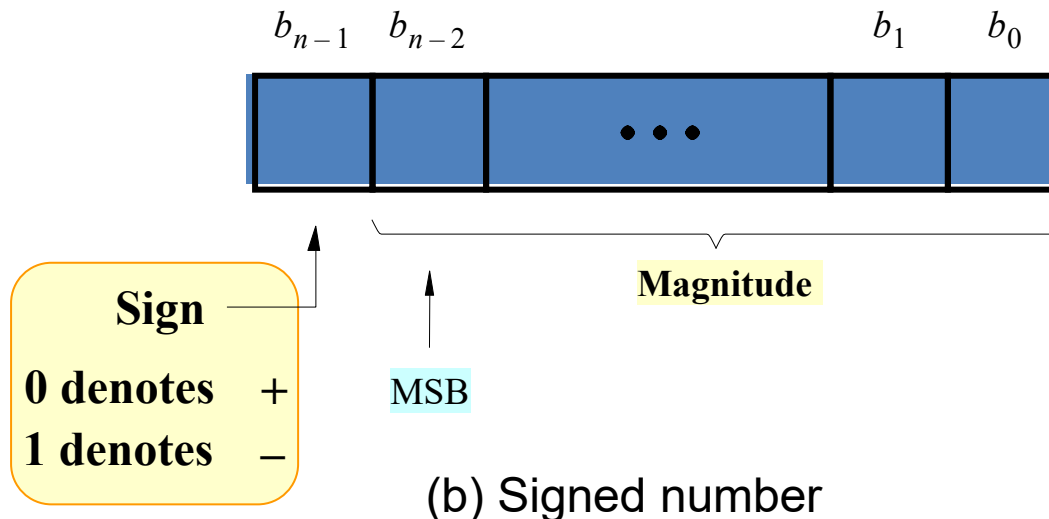 b_{n-1} b_{n-2} b_1 b_0
• • •
Magnitude
Sign
0 denotes +
1 denotes –
MSB
(b) Signed number